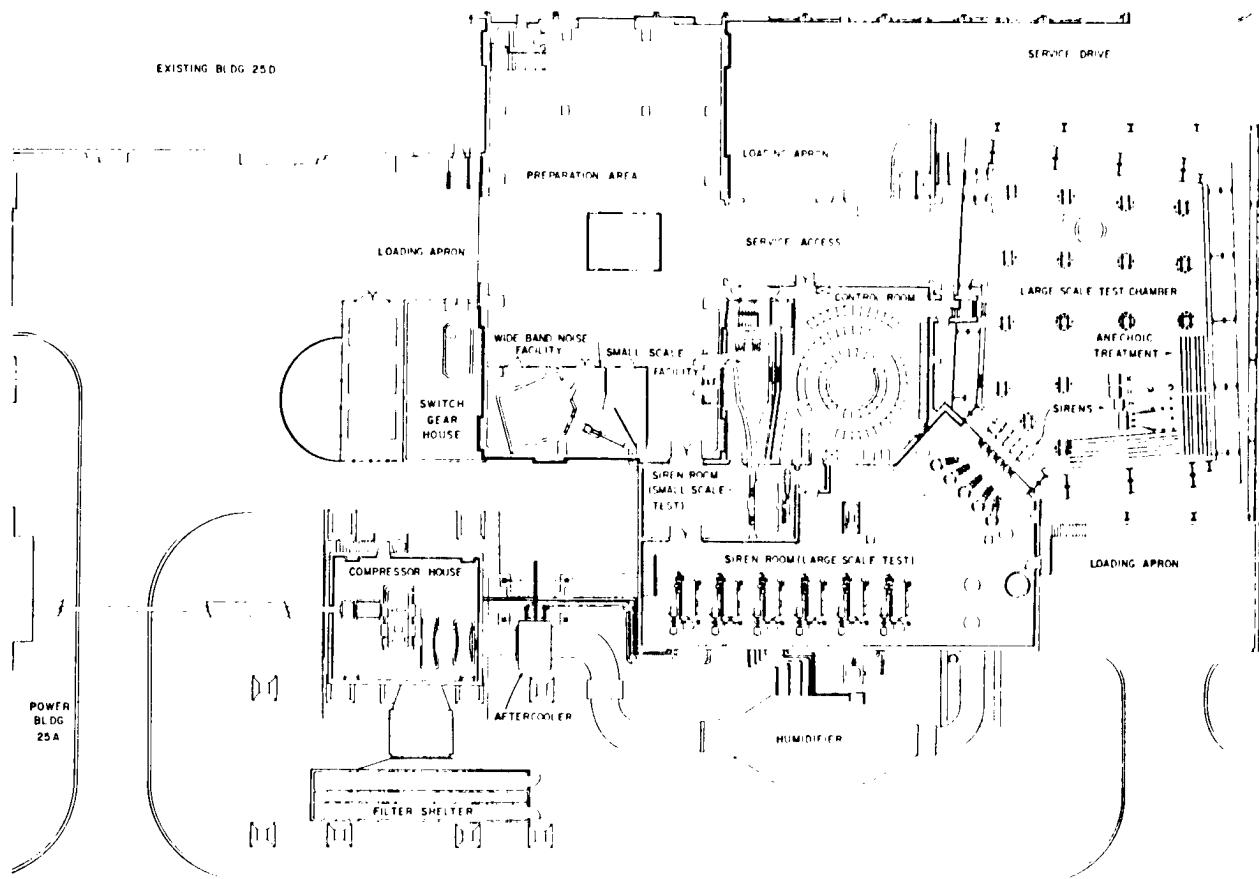 EXISTING BLDG 25D
SERVICE DRIVE
LOADING APRON
PREPARATION AREA
SERVICE ACCESS
LOADING APRON
LARGE SCALE TEST CHAMBER
CONTROL ROOM
ANECHOIC
TREATMENT
WIDE BAND NOISE
FACILITY
SMALL SCALE
FACILITY
SWITCH
GEAR
HOUSE
SIRENS
SIREN ROOM
(SMALL SCALE
TEST)
SIREN ROOM (LARGE SCALE TEST)
LOADING APRON
COMPRESSOR HOUSE
POWER
BLDG
25A
AFTERCOOLER
HUMIDIFIER
FILTER SHELTER